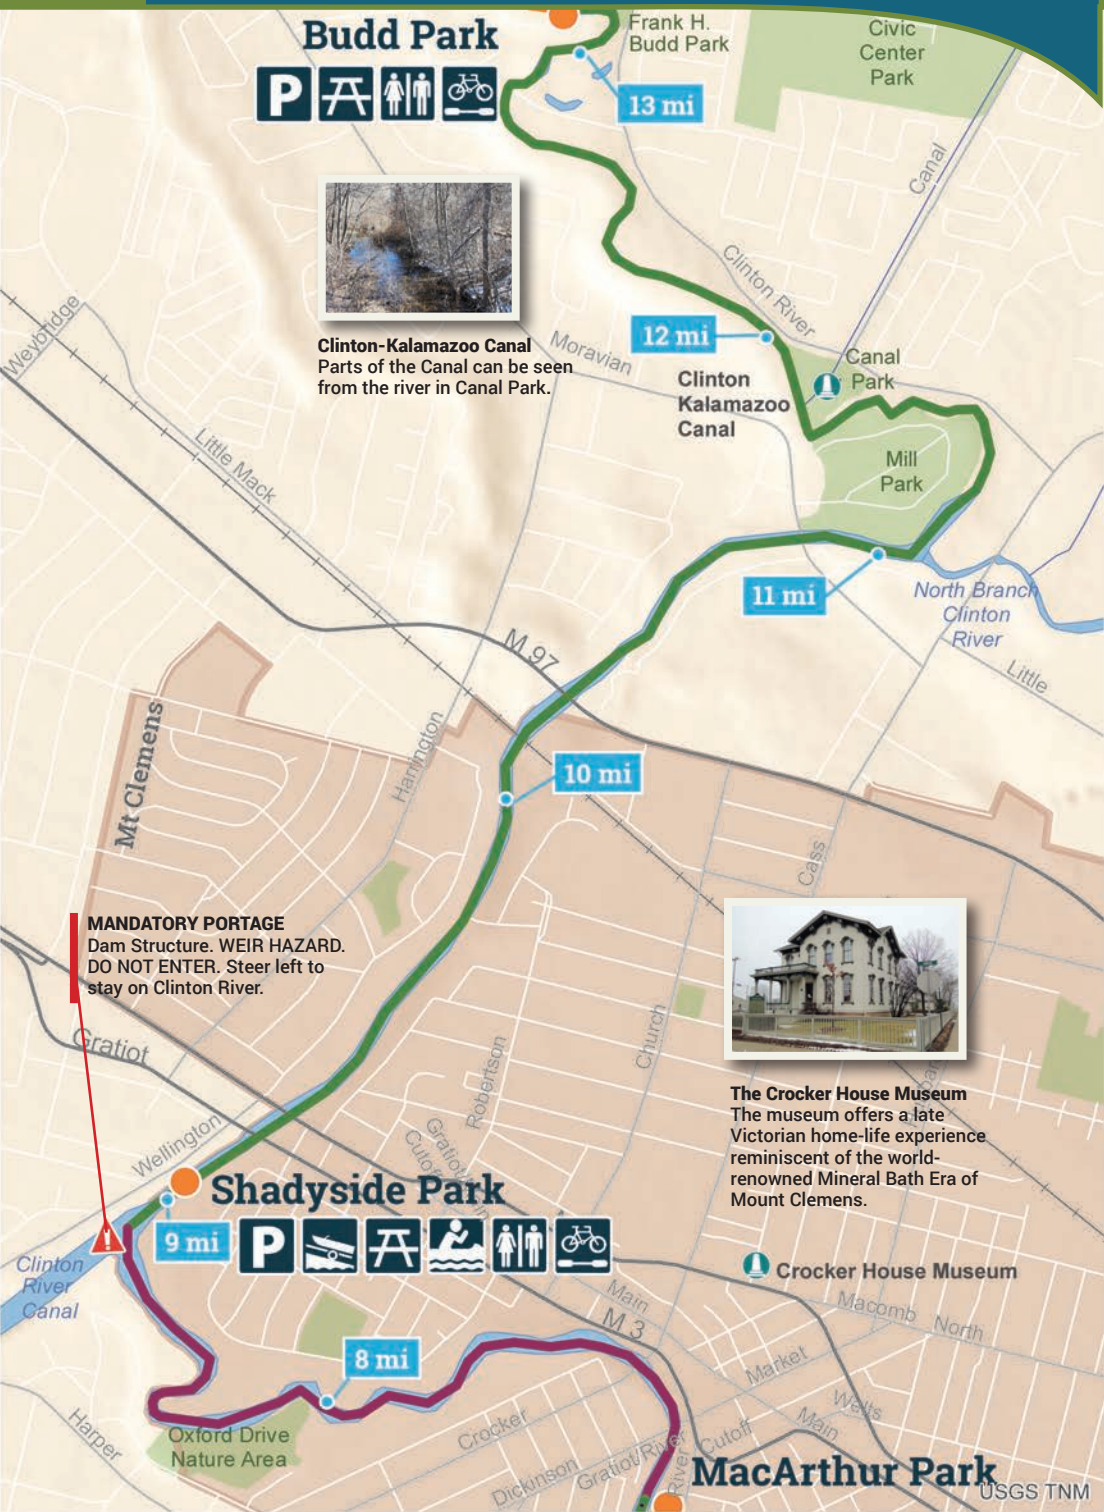 Budd Park
P
Frank H.
Budd Park
Civic
Center
Park
13 mi
Canal
Clinton River
Weybridge
Clinton-Kalamazoo Canal
Parts of the Canal can be seen
from the river in Canal Park.
Moravian
12 mi
Canal
Park
Clinton
Kalamazoo
Canal
Little Mack
Mill
Park
11 mi
North Branch
Clinton
River
Little
M 97
Mt Clemens
Harrington
10 mi
Cass
MANDATORY PORTAGE
Dam Structure. WEIR HAZARD.
DO NOT ENTER. Steer left to
stay on Clinton River.
Gratiot
Robertson
Church
The Crocker House Museum
The museum offers a late
Victorian home-life experience
reminiscent of the world-
renowned Mineral Bath Era of
Mount Clemens.
Wellington
Gratiot/
Cutoff
Shadyside Park
P
9 mi
Clinton
River
Canal
Crocker House Museum
Main
M 3
Macomb
North
8 mi
Market
Harper
Oxford Drive
Nature Area
Crocker
Dickinson
Gratiot/River
River
Cutoff
Main
Walts
MacArthur Park
USGS TNM